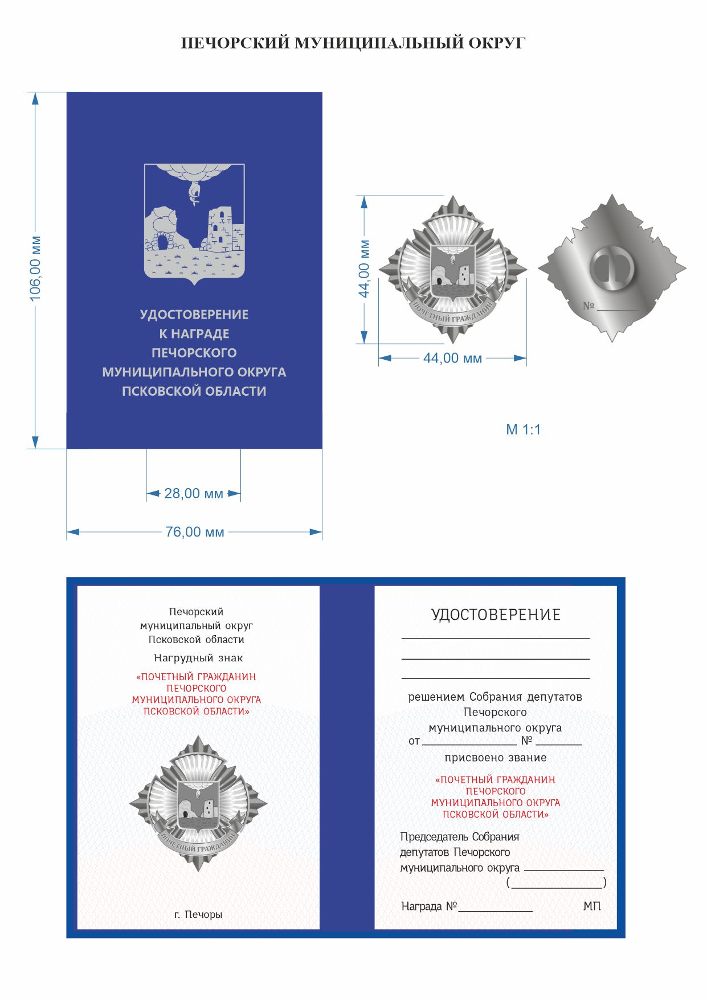 ПЕЧОРСКИЙ МУНИЦИПАЛЬНЫЙ ОКРУГ
106,00 мм
УДОСТОВЕРЕНИЕ
К НАГРАДЕ
ПЕЧОРСКОГО
МУНИЦИПАЛЬНОГО ОКРУГА
ПСКОВСКОЙ ОБЛАСТИ
28,00 мм
76,00 мм
44,00 мм
ПОЧЕТНЫЙ ГРАЖДАНИН
44,00 мм
№
М 1:1
Печорский
муниципальный округ
Псковской области
Нагрудный знак
«ПОЧЕТНЫЙ ГРАЖДАНИН
ПЕЧОРСКОГО
МУНИЦИПАЛЬНОГО ОКРУГА
ПСКОВСКОЙ ОБЛАСТИ»
ПОЧЕТНЫЙ ГРАЖДАНИН
г. Печоры
УДОСТОВЕРЕНИЕ
решением Собрания депутатов
Печорского
муниципального округа
от № 
присвоено звание
«ПОЧЕТНЫЙ ГРАЖДАНИН
ПЕЧОРСКОГО
МУНИЦИПАЛЬНОГО ОКРУГА
ПСКОВСКОЙ ОБЛАСТИ»
Председатель Собрания
депутатов Печорского
муниципального округа
( )
Награда № МП